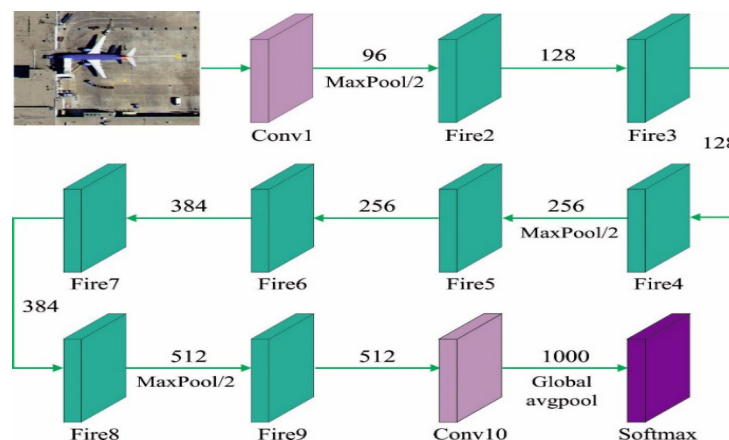 96
128
MaxPool/2
Conv1
Fire2
Fire3
128
384
256
256
MaxPool/2
Fire7
Fire6
Fire5
Fire4
384
512
512
1000
MaxPool/2
Global
avgpool
Fire8
Fire9
Conv10
Softmax